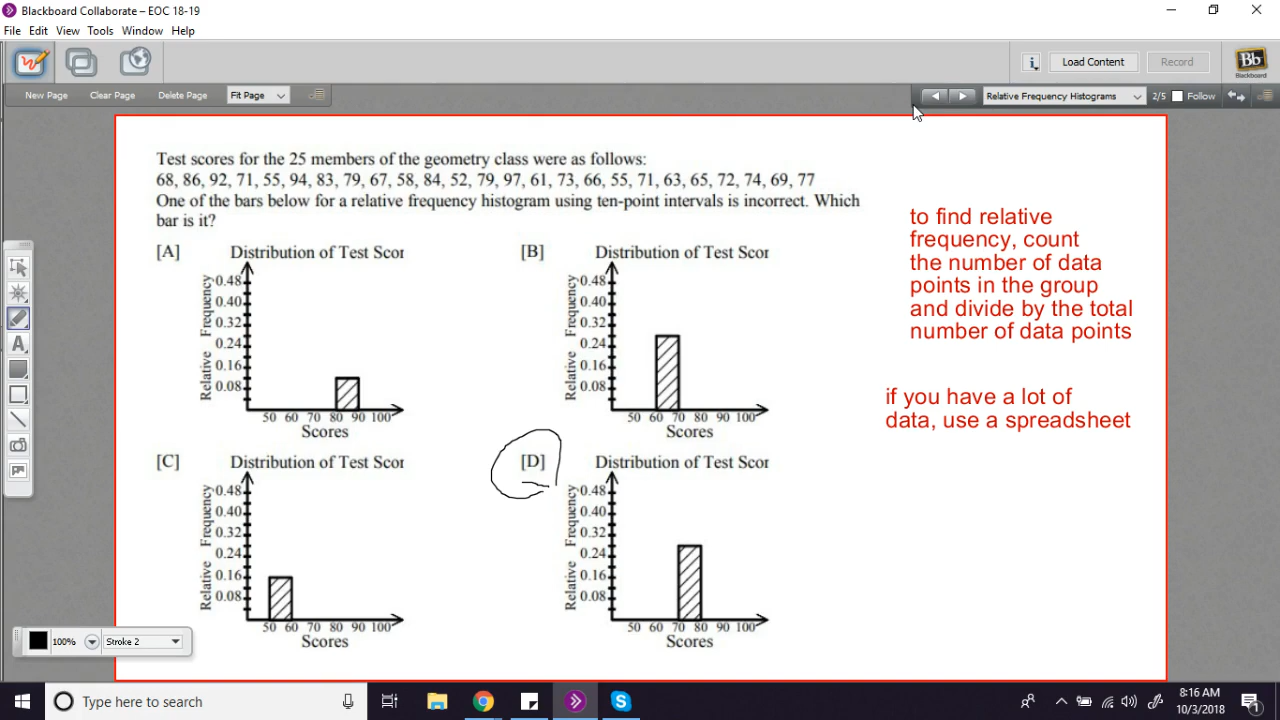 Blackboard Collaborate – EOC 18-19
File Edit View Tools Window Help
Load Content
Record
Bb
Blackboard
New Page Clear Page Delete Page Fit Page
Relative Frequency Histograms 2/5 Follow
Test scores for the 25 members of the geometry class were as follows:
68, 86, 92, 71, 55, 94, 83, 79, 67, 58, 84, 52, 79, 97, 61, 73, 66, 55, 71, 63, 65, 72, 74, 69, 77
One of the bars below for a relative frequency histogram using ten-point intervals is incorrect. Which
bar is it?
[A] Distribution of Test Scor
Relative Frequency
0.48
0.40
0.32
0.24
0.16
0.08
50 60 70 80 90 100
Scores
[B] Distribution of Test Scor
Relative Frequency
0.48
0.40
0.32
0.24
0.16
0.08
50 60 70 80 90 100
Scores
[C] Distribution of Test Scor
Relative Frequency
0.48
0.40
0.32
0.24
0.16
0.08
50 60 70 80 90 100
Scores
[D] Distribution of Test Scor
Relative Frequency
0.48
0.40
0.32
0.24
0.16
0.08
50 60 70 80 90 100
Scores
to find relative
frequency, count
the number of data
points in the group
and divide by the total
number of data points
if you have a lot of
data, use a spreadsheet
A
100% Stroke 2
Type here to search
8:16 AM
10/3/2018
1